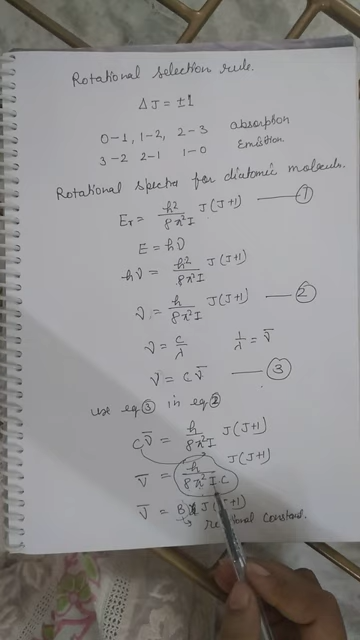 Rotational selection rule.
ΔJ = ±1
0-1, 1-2, 2-3 absorption
3-2 2-1 1-0 Emission
Rotational spectra for diatomic molecule.
Er = h²/8π²I J(J+1) —— ①
E = hν
hν = h²/8π²I J(J+1)
ν = h/8π²I J(J+1) —— ②
ν = c/λ 1/λ = ν̄
ν = c ν̄ —— ③
use eq ③ in eq ②
cν̄ = h/8π²I J(J+1)
ν̄ = h/8π²IC J(J+1)
ν̄ = B J(J+1)
→ Constant.